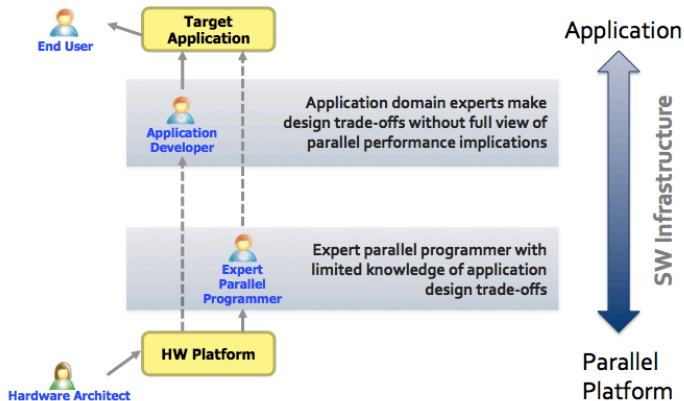 Target
Application
End User
Application
Application domain experts make
design trade-offs without full view of
parallel performance implications
Application
Developer
SW Infrastructure
Expert parallel programmer with
limited knowledge of application
design trade-offs
Expert
Parallel
Programmer
HW Platform
Parallel
Platform
Hardware Architect